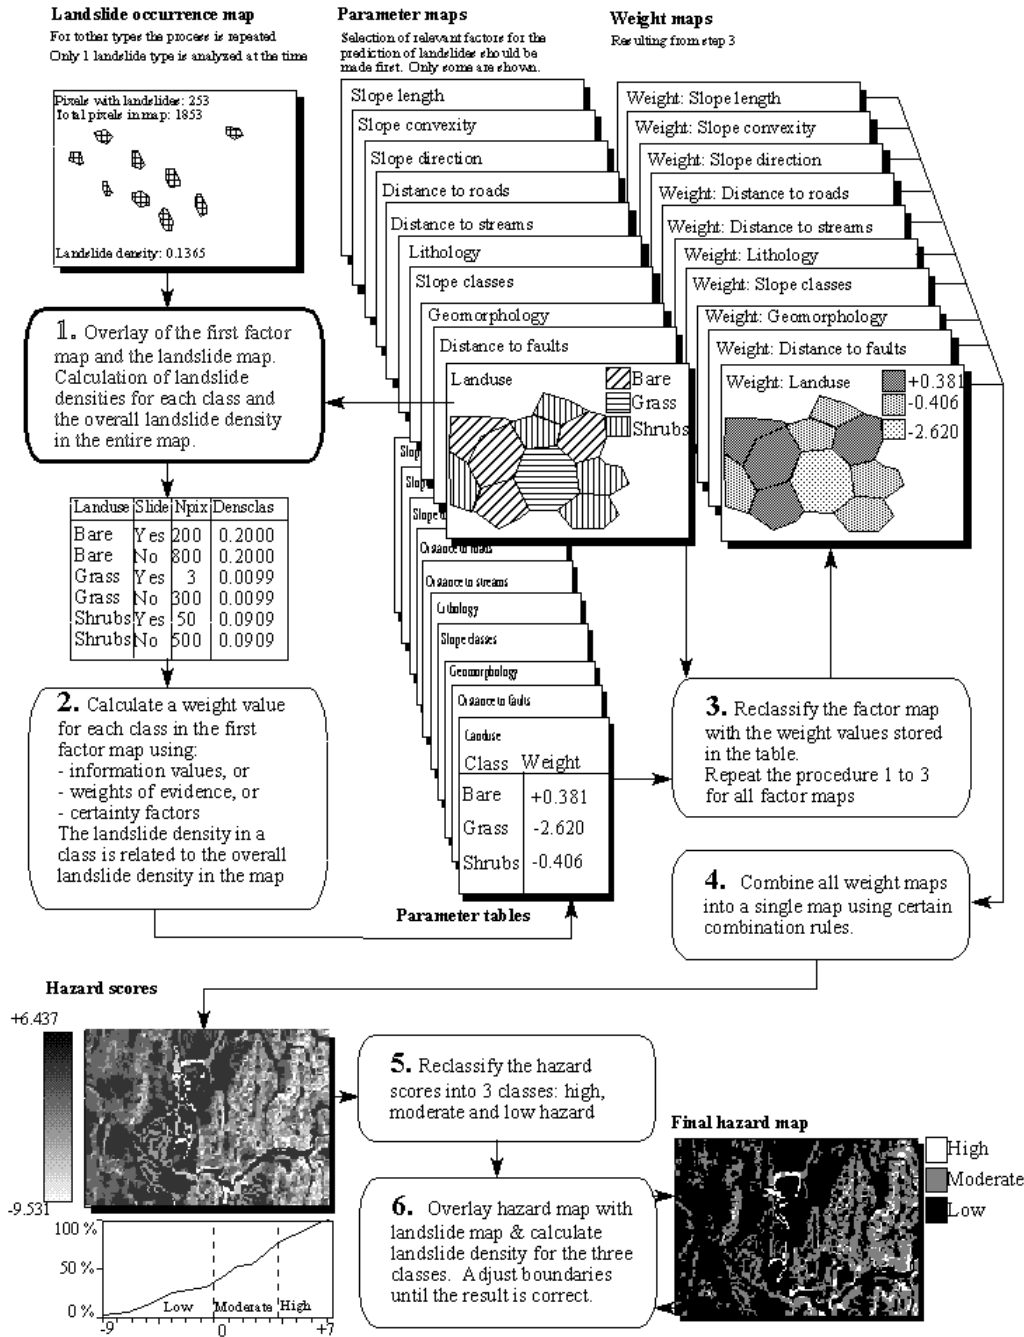 Landslide occurrence map
For tother types the process is repeated
Only 1 landslide type is analyzed at the time
Pixels with landslides: 253
Total pixels in map: 1853
Landslide density: 0.1365
Parameter maps
Selection of relevant factors for the
prediction of landslides should be
made first. Only some are shown.
Slope length
Slope convexity
Slope direction
Distance to roads
Distance to streams
Lithology
Slope classes
Geomorphology
Distance to faults
Landuse
Bare
Grass
Shrubs
Weight maps
Resulting from step 3
Weight: Slope length
Weight: Slope convexity
Weight: Slope direction
Weight: Distance to roads
Weight: Distance to streams
Weight: Lithology
Weight: Slope classes
Weight: Geomorphology
Weight: Distance to faults
Weight: Landuse
+0.381
-0.406
-2.620
1. Overlay of the first factor
map and the landslide map.
Calculation of landslide
densities for each class and
the overall landslide density
in the entire map.
Landuse Slide Npix Densclas
Bare Yes 200 0.2000
Bare No 800 0.2000
Grass Yes 3 0.0099
Grass No 300 0.0099
Shrubs Yes 50 0.0909
Shrubs No 500 0.0909
2. Calculate a weight value
for each class in the first
factor map using:
- information values, or
- weights of evidence, or
- certainty factors
The landslide density in a
class is related to the overall
landslide density in the map
Slop
Slop
Slope d
Distance to roads
Distance to streams
Lithology
Slope classes
Geomorphology
Distance to faults
Landuse
Class Weight
Bare +0.381
Grass -2.620
Shrubs -0.406
Parameter tables
3. Reclassify the factor map
with the weight values stored
in the table.
Repeat the procedure 1 to 3
for all factor maps
4. Combine all weight maps
into a single map using certain
combination rules.
Hazard scores
+6.437
-9.531
100 %
50 %
0 %
Low Moderate High
-9 0 +7
5. Reclassify the hazard
scores into 3 classes: high,
moderate and low hazard
6. Overlay hazard map with
landslide map & calculate
landslide density for the three
classes. Adjust boundaries
until the result is correct.
Final hazard map
High
Moderate
Low